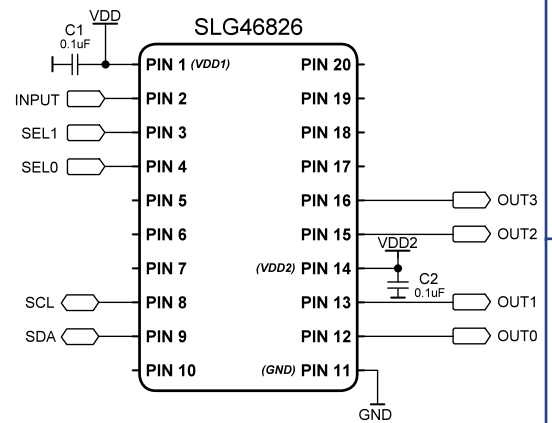 VDD
SLG46826
C1
0.1uF
PIN 1 (VDD1) PIN 20
INPUT PIN 2 PIN 19
SEL1 PIN 3 PIN 18
SEL0 PIN 4 PIN 17
PIN 5 PIN 16 OUT3
PIN 6 PIN 15 OUT2
VDD2
PIN 7 (VDD2) PIN 14
C2
0.1uF
SCL PIN 8 PIN 13 OUT1
SDA PIN 9 PIN 12 OUT0
PIN 10 (GND) PIN 11
GND